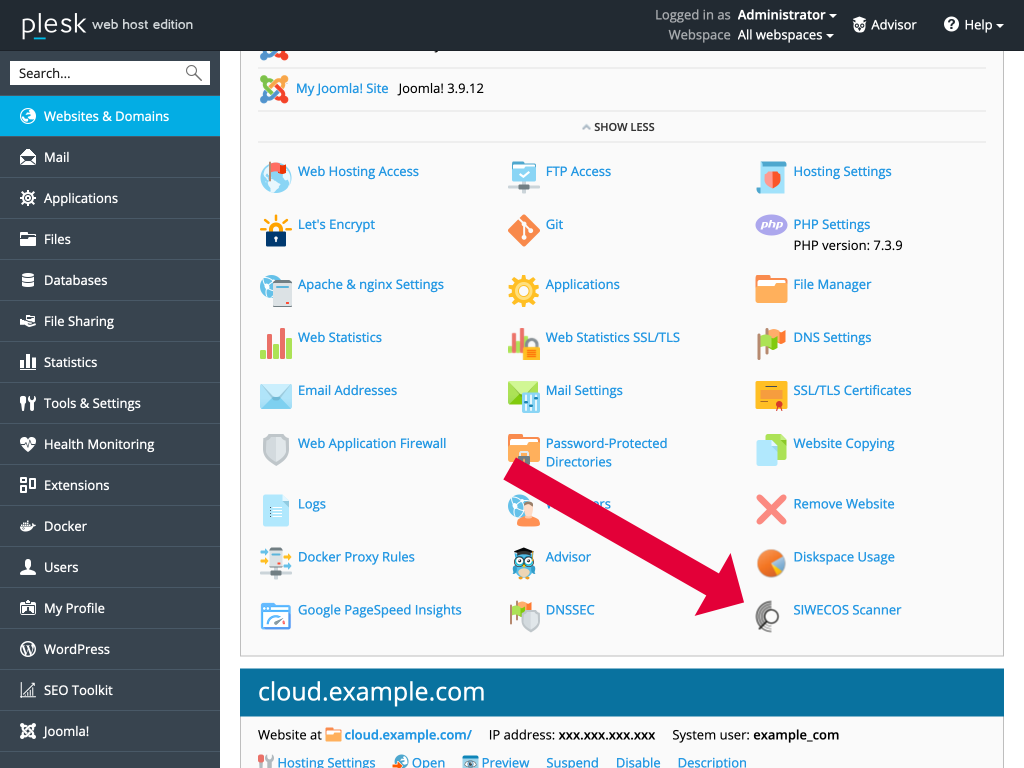 plesk web host edition
Logged in as Administrator
Webspace All webspaces
Advisor
Help
Search...
Websites & Domains
Mail
Applications
Files
Databases
File Sharing
Statistics
Tools & Settings
Health Monitoring
Extensions
Docker
Users
My Profile
WordPress
SEO Toolkit
Joomla!
My Joomla! Site Joomla! 3.9.12
SHOW LESS
Web Hosting Access
FTP Access
Hosting Settings
Let's Encrypt
Git
php
PHP Settings
PHP version: 7.3.9
Apache & nginx Settings
Applications
File Manager
Web Statistics
Web Statistics SSL/TLS
DNS Settings
Email Addresses
Mail Settings
SSL/TLS Certificates
Web Application Firewall
Password-Protected
Directories
Website Copying
Logs
Remove Website
Docker Proxy Rules
Advisor
Diskspace Usage
Google PageSpeed Insights
DNSSEC
SIWECOS Scanner
cloud.example.com
Website at cloud.example.com/ IP address: xxx.xxx.xxx.xxx System user: example_com
Hosting Settings Open Preview Suspend Disable Description